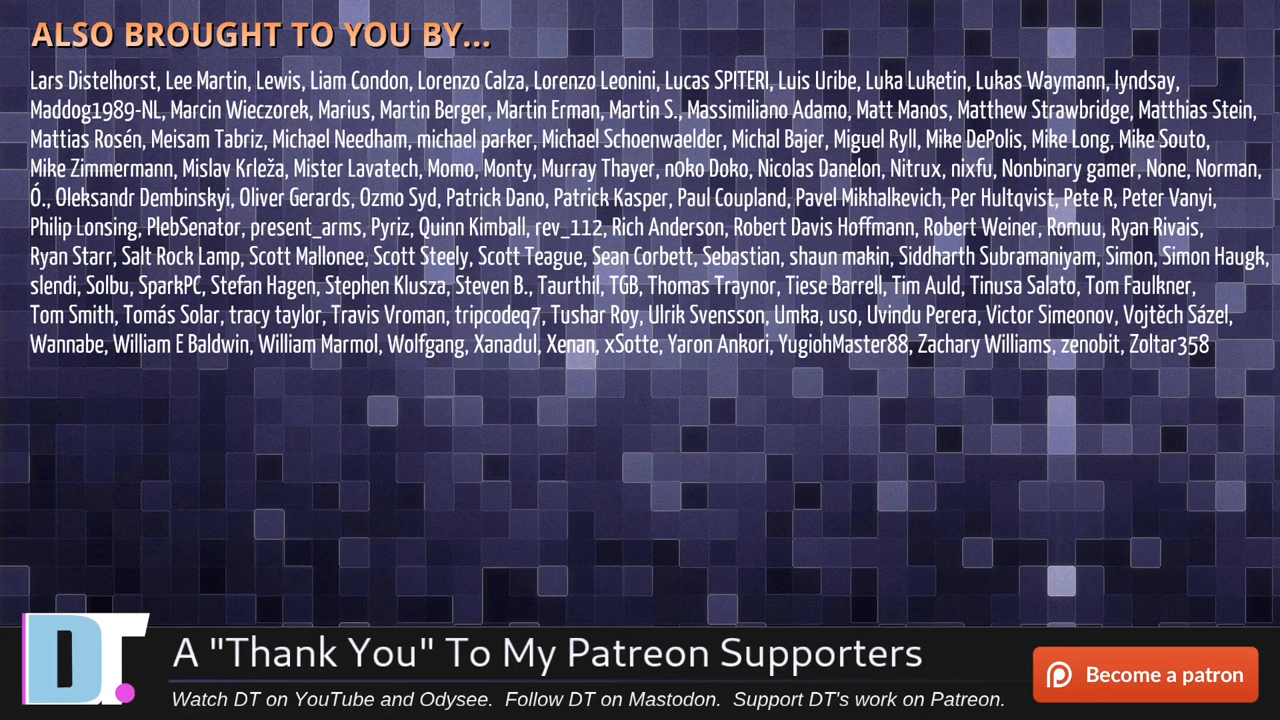 ALSO BROUGHT TO YOU BY...
Lars Distelhorst, Lee Martin, Lewis, Liam Condon, Lorenzo Calza, Lorenzo Leonini, Lucas SPITERI, Luis Uribe, Luka Luketin, Lukas Waymann, lyndsay,
Maddog1989-NL, Marcin Wieczorek, Marius, Martin Berger, Martin Erman, Martin S., Massimiliano Adamo, Matt Manos, Matthew Strawbridge, Matthias Stein,
Mattias Rosén, Meisam Tabriz, Michael Needham, michael parker, Michael Schoenwaelder, Michal Bajer, Miguel Ryll, Mike DePolis, Mike Long, Mike Souto,
Mike Zimmermann, Mislav Krleža, Mister Lavatech, Momo, Monty, Murray Thayer, n0ko Doko, Nicolas Danelon, Nitrux, nixfu, Nonbinary gamer, None, Norman,
Ó., Oleksandr Dembinskyi, Oliver Gerards, Ozmo Syd, Patrick Dano, Patrick Kasper, Paul Coupland, Pavel Mikhalkevich, Per Hultqvist, Pete R, Peter Vanyi,
Philip Lonsing, PlebSenator, present_arms, Pyriz, Quinn Kimball, rev_112, Rich Anderson, Robert Davis Hoffmann, Robert Weiner, Romuu, Ryan Rivais,
Ryan Starr, Salt Rock Lamp, Scott Mallonee, Scott Steely, Scott Teague, Sean Corbett, Sebastian, shaun makin, Siddharth Subramaniyam, Simon, Simon Haugk,
slendi, Solbu, SparkPC, Stefan Hagen, Stephen Klusza, Steven B., Taurthil, TGB, Thomas Traynor, Tiese Barrell, Tim Auld, Tinusa Salato, Tom Faulkner,
Tom Smith, Tomás Solar, tracy taylor, Travis Vroman, tripcodeq7, Tushar Roy, Ulrik Svensson, Umka, uso, Uvindu Perera, Victor Simeonov, Vojtěch Sázel,
Wannabe, William E Baldwin, William Marmol, Wolfgang, Xanadul, Xenan, xSotte, Yaron Ankori, YugiohMaster88, Zachary Williams, zenobit, Zoltar358
DT
A "Thank You" To My Patreon Supporters
Become a patron
Watch DT on YouTube and Odysee. Follow DT on Mastodon. Support DT's work on Patreon.